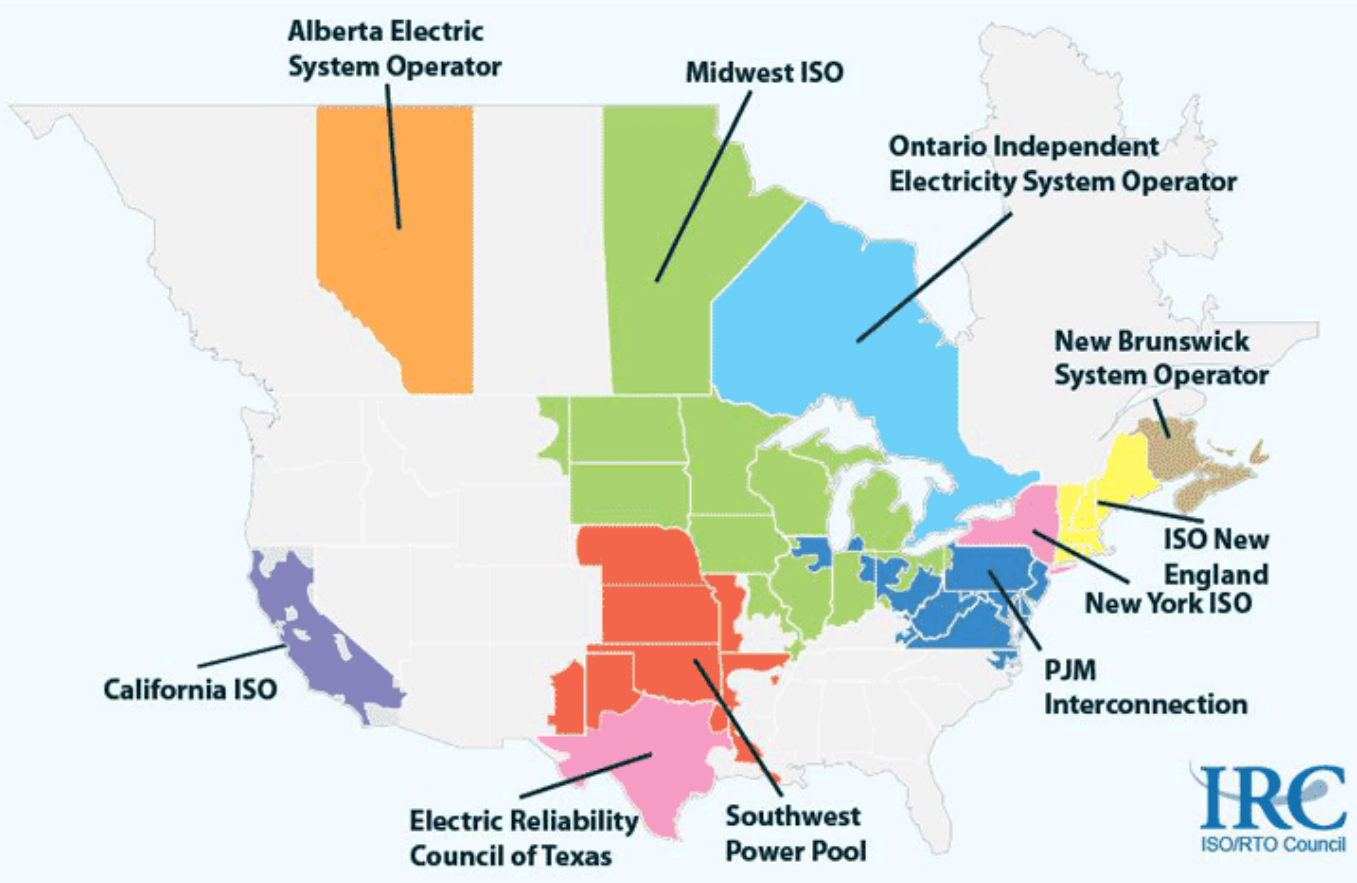 Alberta Electric
System Operator
Midwest ISO
Ontario Independent
Electricity System Operator
New Brunswick
System Operator
ISO New
England
New York ISO
PJM
Interconnection
California ISO
Electric Reliability
Council of Texas
Southwest
Power Pool
IRC
ISO/RTO Council